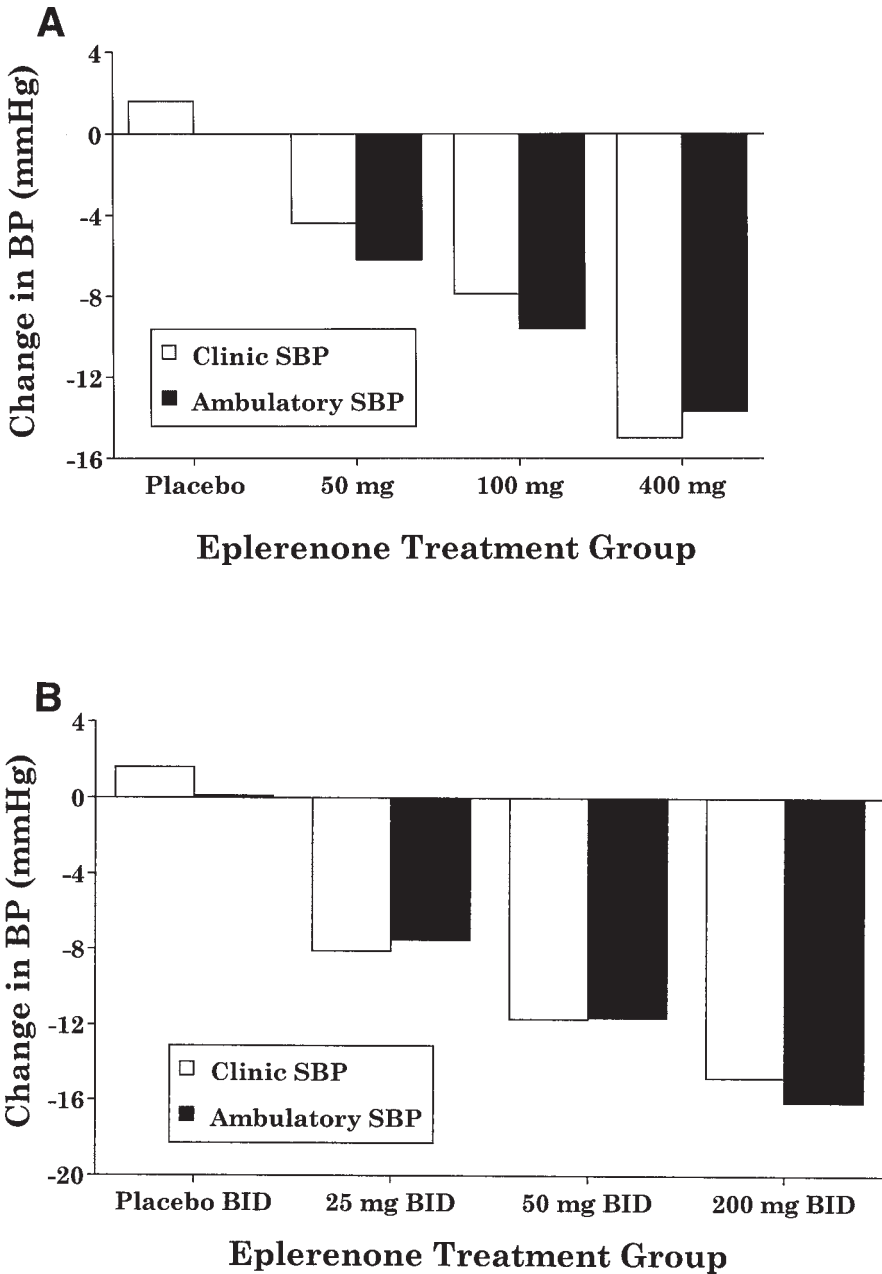 A
Change in BP (mmHg)
4
0
-4
-8
-12
-16
Clinic SBP
Ambulatory SBP
Placebo 50 mg 100 mg 400 mg
Eplerenone Treatment Group
B
Change in BP (mmHg)
4
0
-4
-8
-12
-16
-20
Clinic SBP
Ambulatory SBP
Placebo BID 25 mg BID 50 mg BID 200 mg BID
Eplerenone Treatment Group